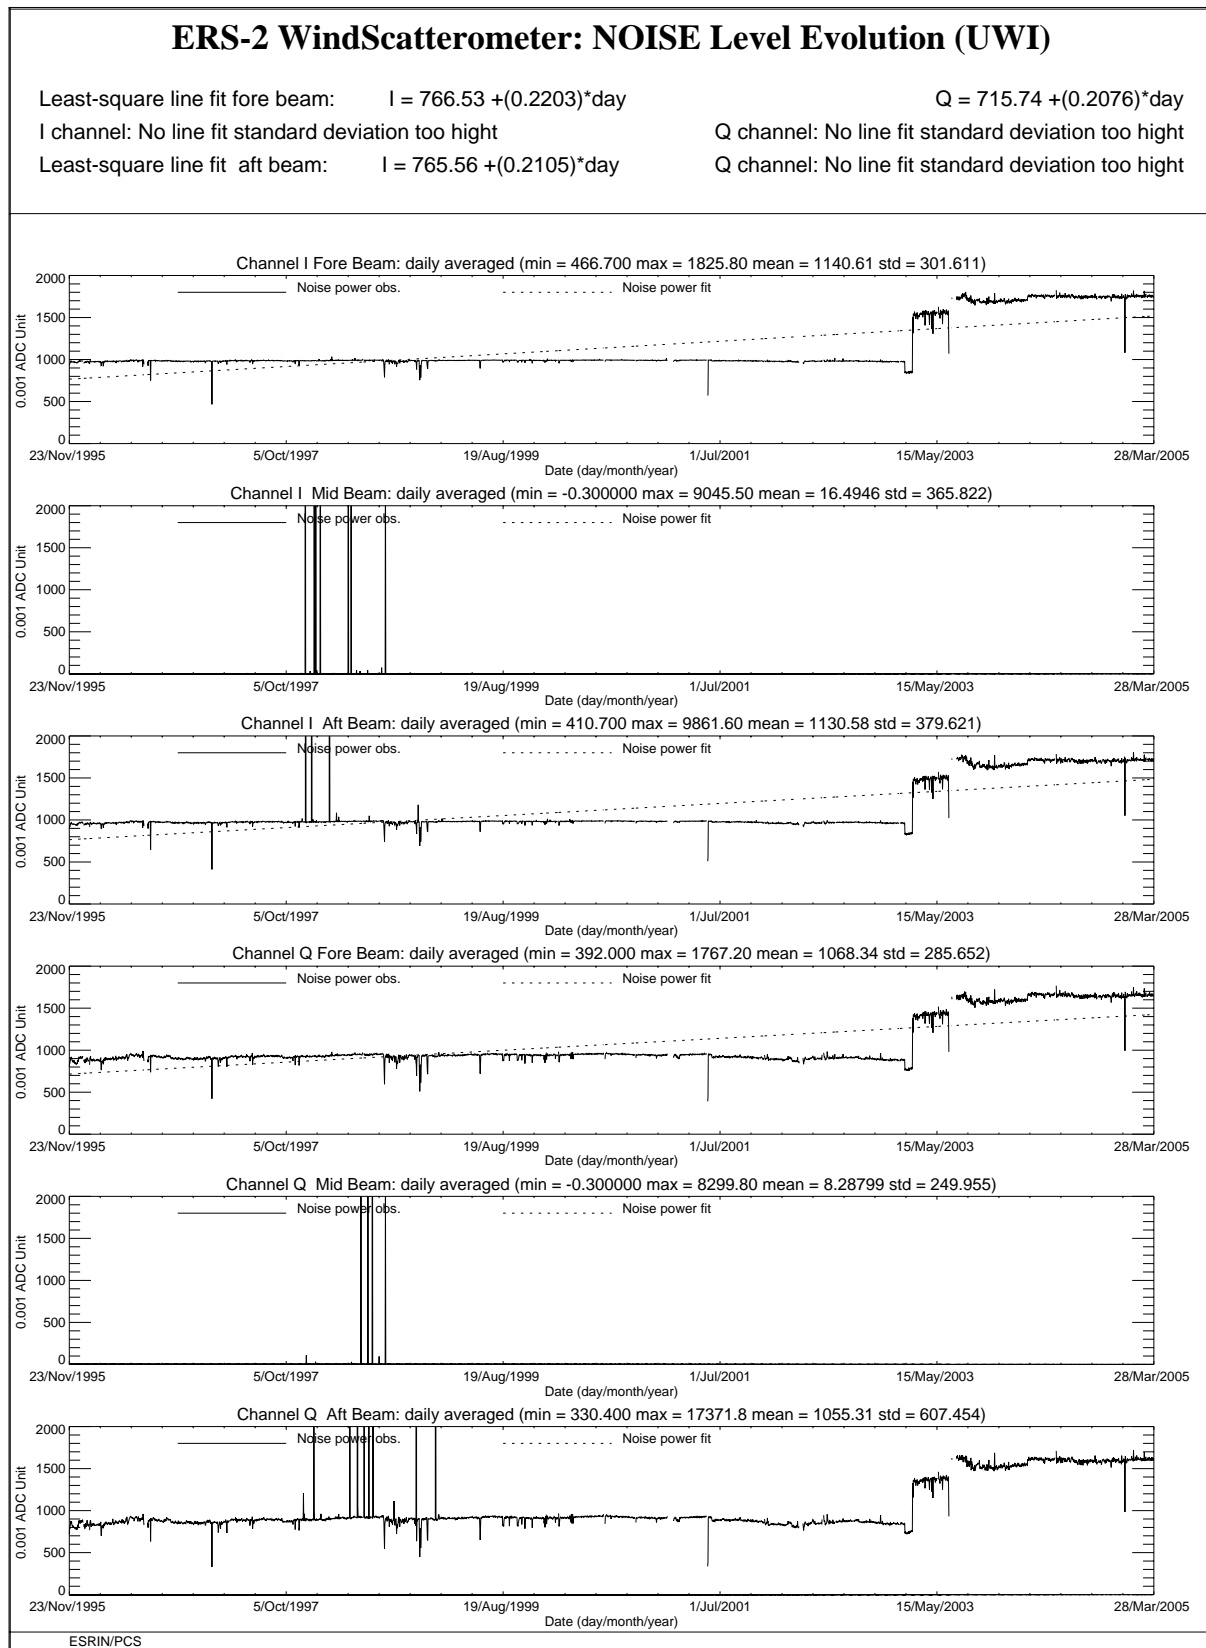 ERS-2 WindScatterometer: NOISE Level Evolution (UWI)
Least-square line fit fore beam: I = 766.53 +(0.2203)*day Q = 715.74 +(0.2076)*day
I channel: No line fit standard deviation too hight Q channel: No line fit standard deviation too hight
Least-square line fit aft beam: I = 765.56 +(0.2105)*day Q channel: No line fit standard deviation too hight
Channel I Fore Beam: daily averaged (min = 466.700 max = 1825.80 mean = 1140.61 std = 301.611)
Noise power obs. Noise power fit
2000
1500
1000
500
0
0.001 ADC Unit
23/Nov/1995 5/Oct/1997 19/Aug/1999 1/Jul/2001 15/May/2003 28/Mar/2005
Date (day/month/year)
Channel I Mid Beam: daily averaged (min = -0.300000 max = 9045.50 mean = 16.4946 std = 365.822)
Noise power obs. Noise power fit
2000
1500
1000
500
0
0.001 ADC Unit
23/Nov/1995 5/Oct/1997 19/Aug/1999 1/Jul/2001 15/May/2003 28/Mar/2005
Date (day/month/year)
Channel I Aft Beam: daily averaged (min = 410.700 max = 9861.60 mean = 1130.58 std = 379.621)
Noise power obs. Noise power fit
2000
1500
1000
500
0
0.001 ADC Unit
23/Nov/1995 5/Oct/1997 19/Aug/1999 1/Jul/2001 15/May/2003 28/Mar/2005
Date (day/month/year)
Channel Q Fore Beam: daily averaged (min = 392.000 max = 1767.20 mean = 1068.34 std = 285.652)
Noise power obs. Noise power fit
2000
1500
1000
500
0
0.001 ADC Unit
23/Nov/1995 5/Oct/1997 19/Aug/1999 1/Jul/2001 15/May/2003 28/Mar/2005
Date (day/month/year)
Channel Q Mid Beam: daily averaged (min = -0.300000 max = 8299.80 mean = 8.28799 std = 249.955)
Noise power obs. Noise power fit
2000
1500
1000
500
0
0.001 ADC Unit
23/Nov/1995 5/Oct/1997 19/Aug/1999 1/Jul/2001 15/May/2003 28/Mar/2005
Date (day/month/year)
Channel Q Aft Beam: daily averaged (min = 330.400 max = 17371.8 mean = 1055.31 std = 607.454)
Noise power obs. Noise power fit
2000
1500
1000
500
0
0.001 ADC Unit
23/Nov/1995 5/Oct/1997 19/Aug/1999 1/Jul/2001 15/May/2003 28/Mar/2005
Date (day/month/year)
ESRIN/PCS